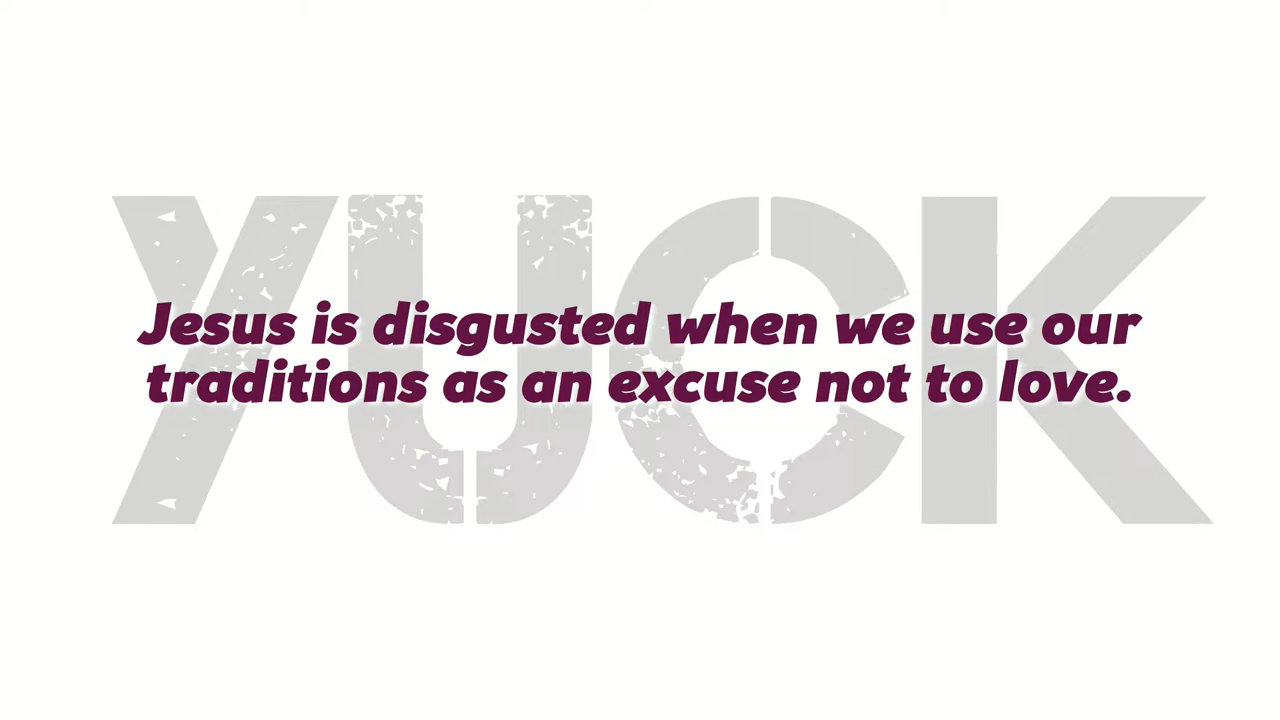 YUCK
Jesus is disgusted when we use our
traditions as an excuse not to love.